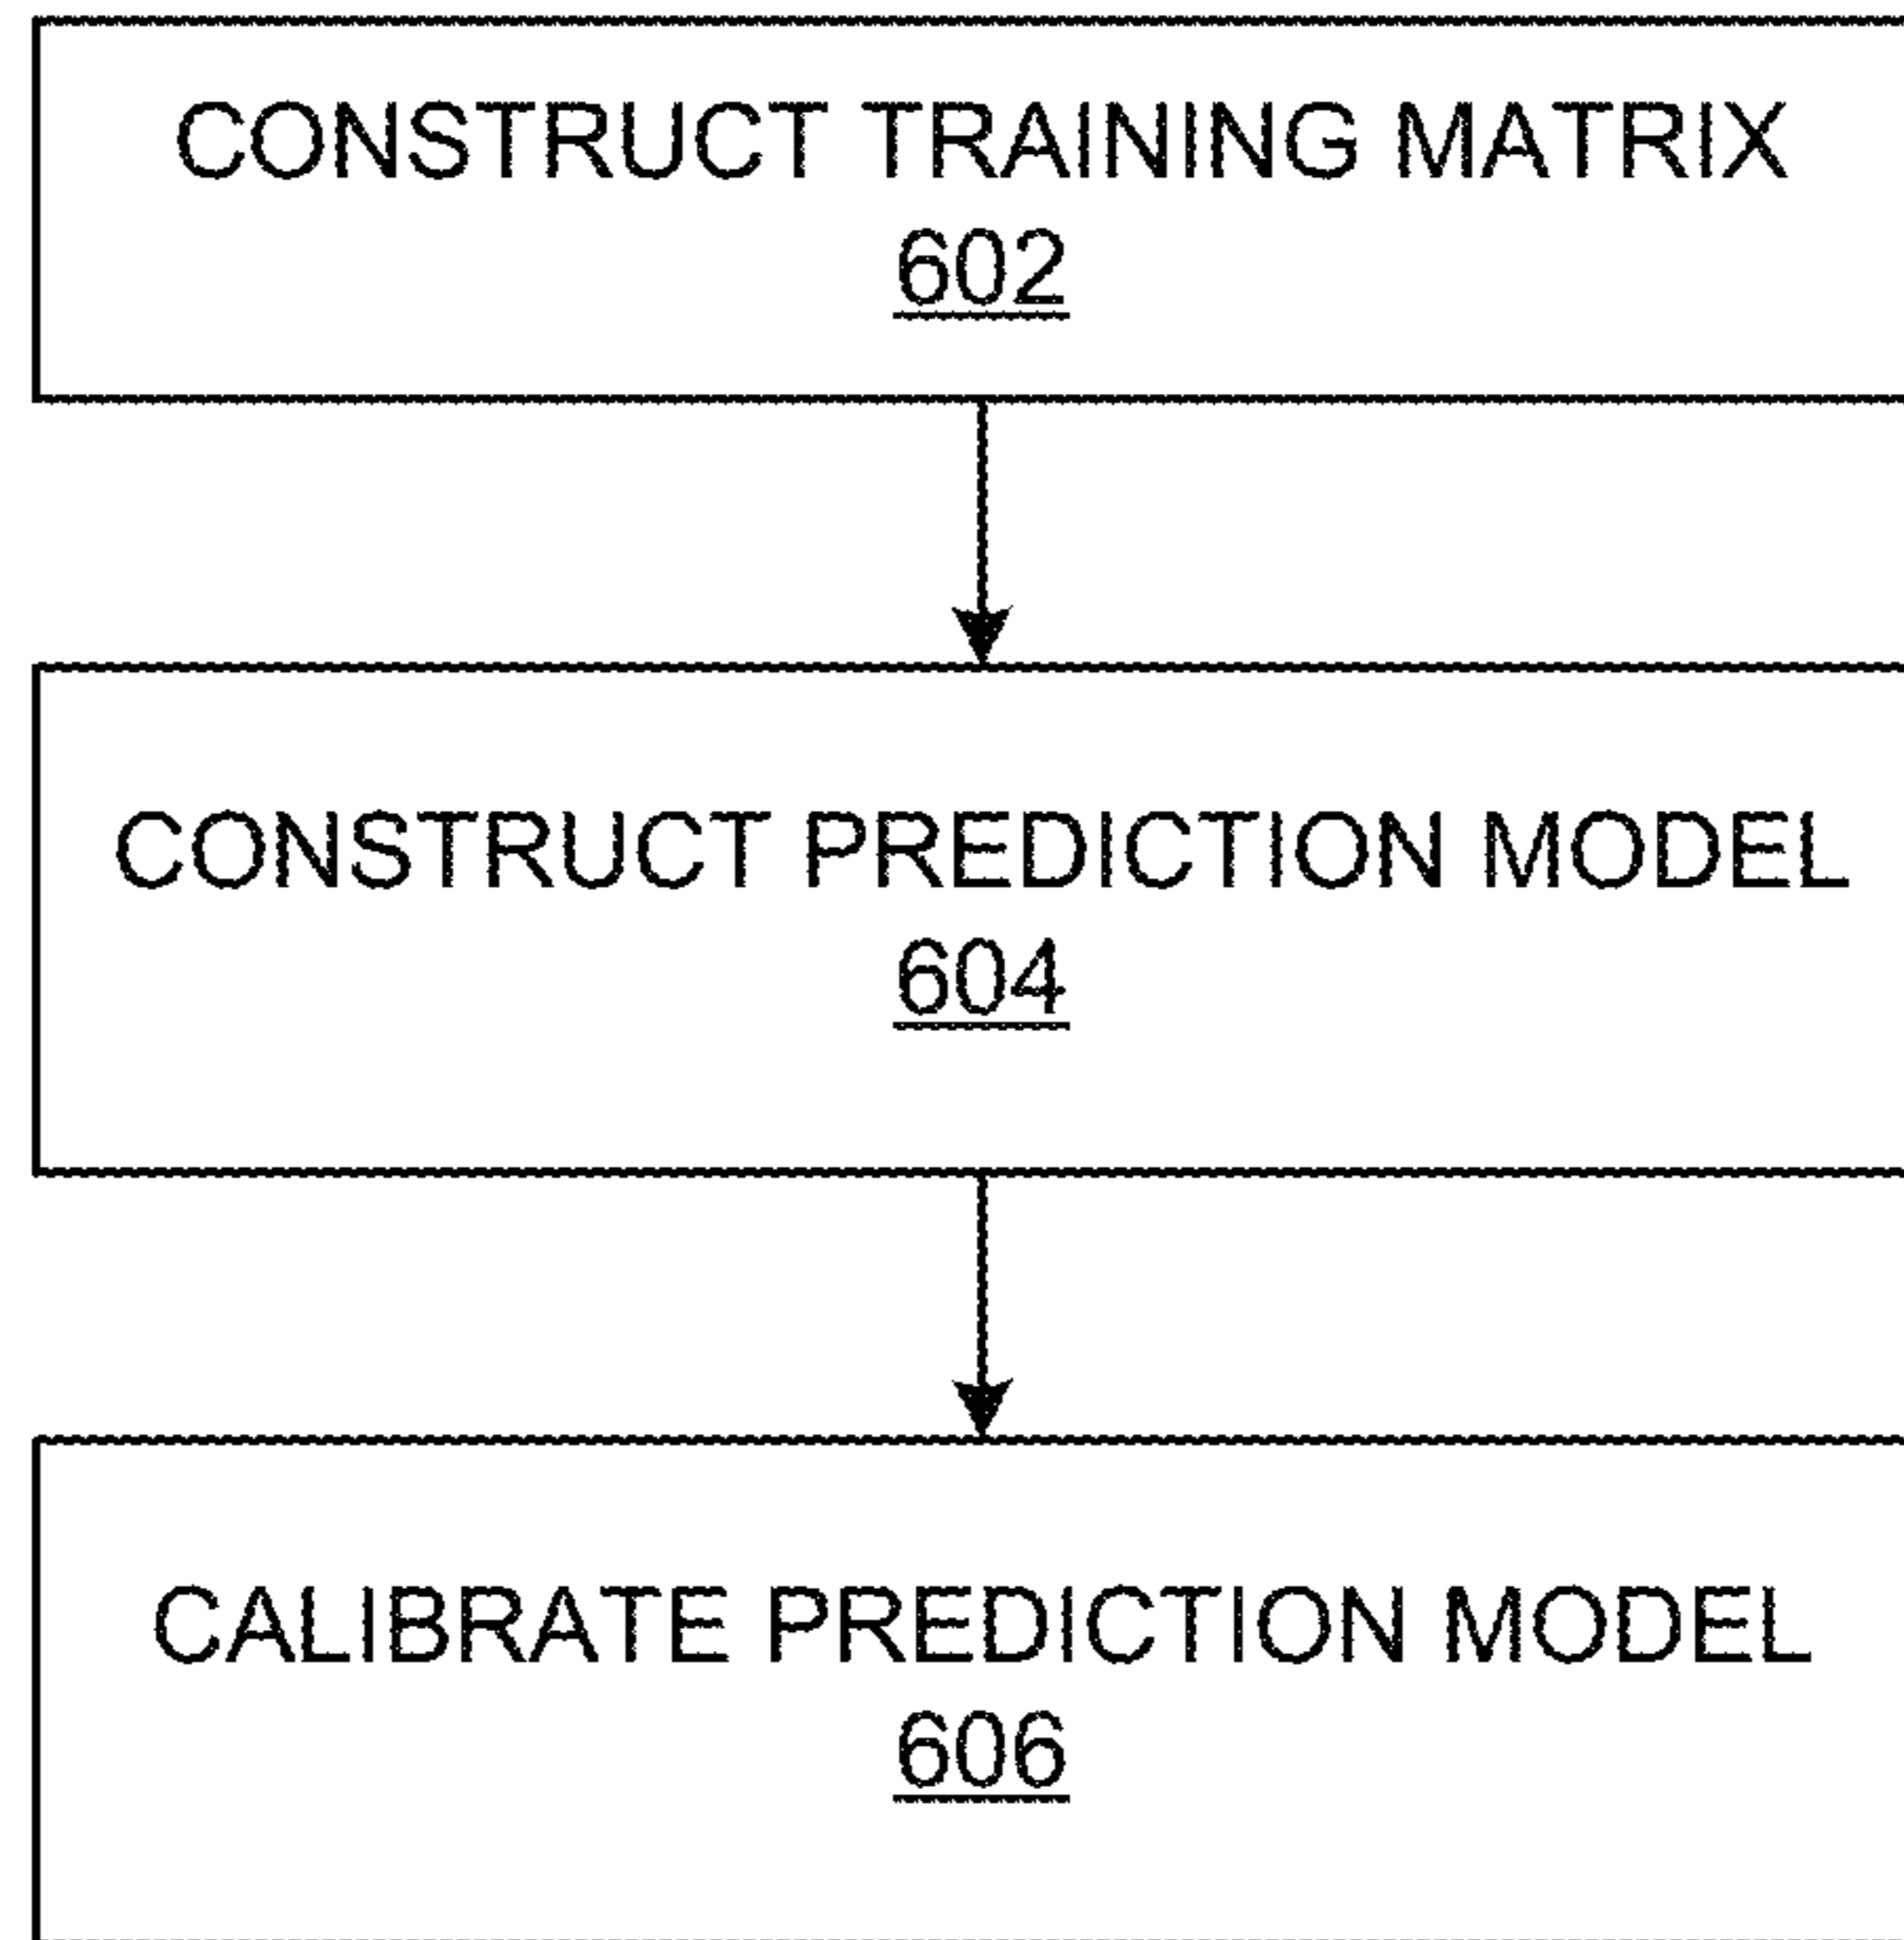 CONSTRUCT TRAINING MATRIX
602
CONSTRUCT PREDICTION MODEL
604
CALIBRATE PREDICTION MODEL
606